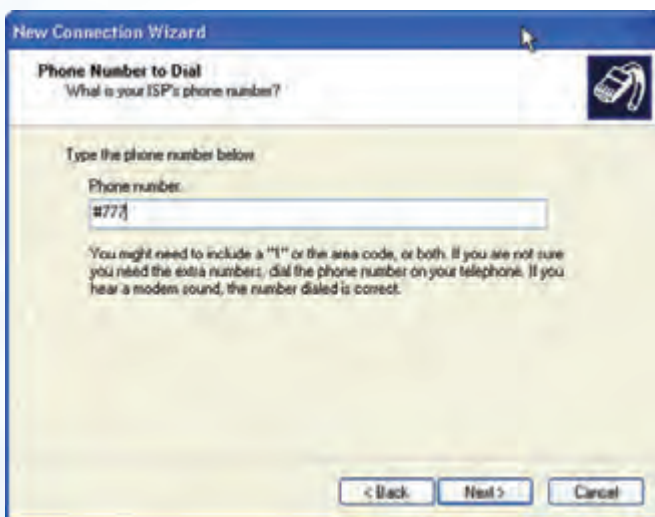 New Connection Wizard
Phone Number to Dial
What is your ISP's phone number?
Type the phone number below.
Phone number:
#777
You might need to include a "1" or the area code, or both. If you are not sure
you need the extra numbers, dial the phone number on your telephone. If you
hear a modem sound, the number dialed is correct.
< Back
Next >
Cancel